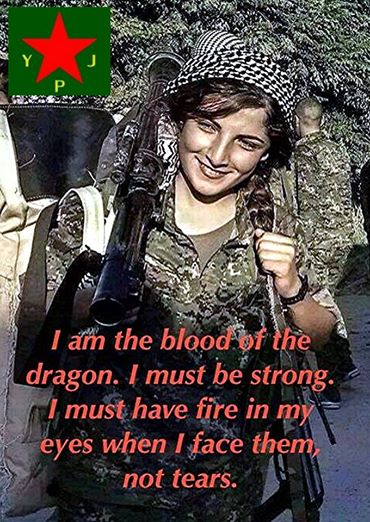 Y J
P
I am the blood of the
dragon. I must be strong.
I must have fire in my
eyes when I face them,
not tears.